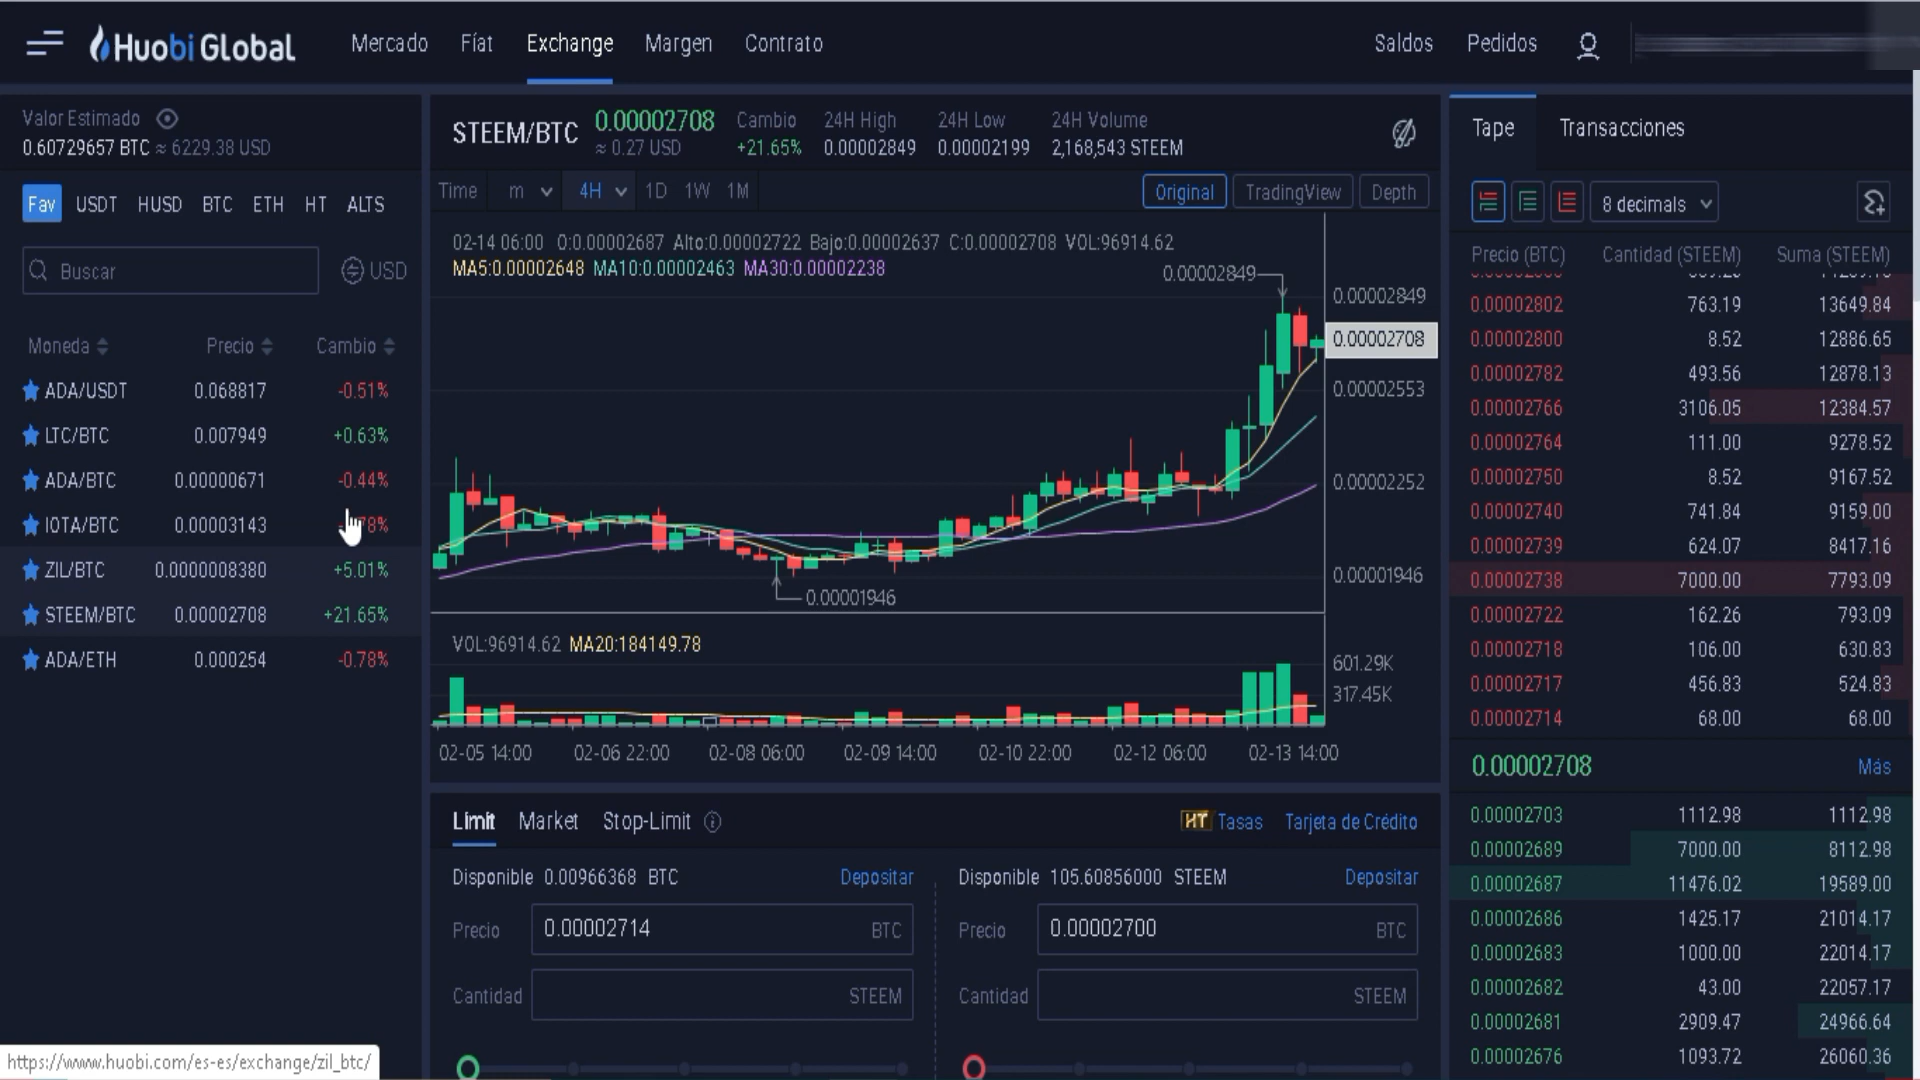 Huobi Global
Mercado Fíat Exchange Margen Contrato
Saldos Pedidos
Valor Estimado
0.60729657 BTC ≈ 6229.38 USD
Fav USDT HUSD BTC ETH HT ALTS
Buscar
USD
Moneda Precio Cambio
ADA/USDT 0.068817 -0.51%
LTC/BTC 0.007949 +0.63%
ADA/BTC 0.00000671 -0.44%
IOTA/BTC 0.00003143 78%
ZIL/BTC 0.0000008380 +5.01%
STEEM/BTC 0.00002708 +21.65%
ADA/ETH 0.000254 -0.78%
https://www.huobi.com/es-es/exchange/zil_btc/
STEEM/BTC
0.00002708
≈ 0.27 USD
Cambio
+21.65%
24H High
0.00002849
24H Low
0.00002199
24H Volume
2,168,543 STEEM
Time m 4H 1D 1W 1M
Original TradingView Depth
02-14 06:00 O:0.00002687 Alto:0.00002722 Bajo:0.00002637 C:0.00002708 VOL:96914.62
MA5:0.00002648 MA10:0.00002463 MA30:0.00002238
0.00002849
0.00002849
0.00002708
0.00002553
0.00002252
0.00001946
0.00001946
VOL:96914.62 MA20:184149.78
601.29K
317.45K
02-05 14:00 02-06 22:00 02-08 06:00 02-09 14:00 02-10 22:00 02-12 06:00 02-13 14:00
Limit Market Stop-Limit
HT Tasas Tarjeta de Crédito
Disponible 0.00966368 BTC Depositar
Precio 0.00002714 BTC
Cantidad STEEM
Disponible 105.60856000 STEEM Depositar
Precio 0.00002700 BTC
Cantidad STEEM
Tape Transacciones
8 decimals
Precio (BTC) Cantidad (STEEM) Suma (STEEM)
0.00002802 763.19 13649.84
0.00002800 8.52 12886.65
0.00002782 493.56 12878.13
0.00002766 3106.05 12384.57
0.00002764 111.00 9278.52
0.00002750 8.52 9167.52
0.00002740 741.84 9159.00
0.00002739 624.07 8417.16
0.00002738 7000.00 7793.09
0.00002722 162.26 793.09
0.00002718 106.00 630.83
0.00002717 456.83 524.83
0.00002714 68.00 68.00
0.00002708 Más
0.00002703 1112.98 1112.98
0.00002689 7000.00 8112.98
0.00002687 11476.02 19589.00
0.00002686 1425.17 21014.17
0.00002683 1000.00 22014.17
0.00002682 43.00 22057.17
0.00002681 2909.47 24966.64
0.00002676 1093.72 26060.36